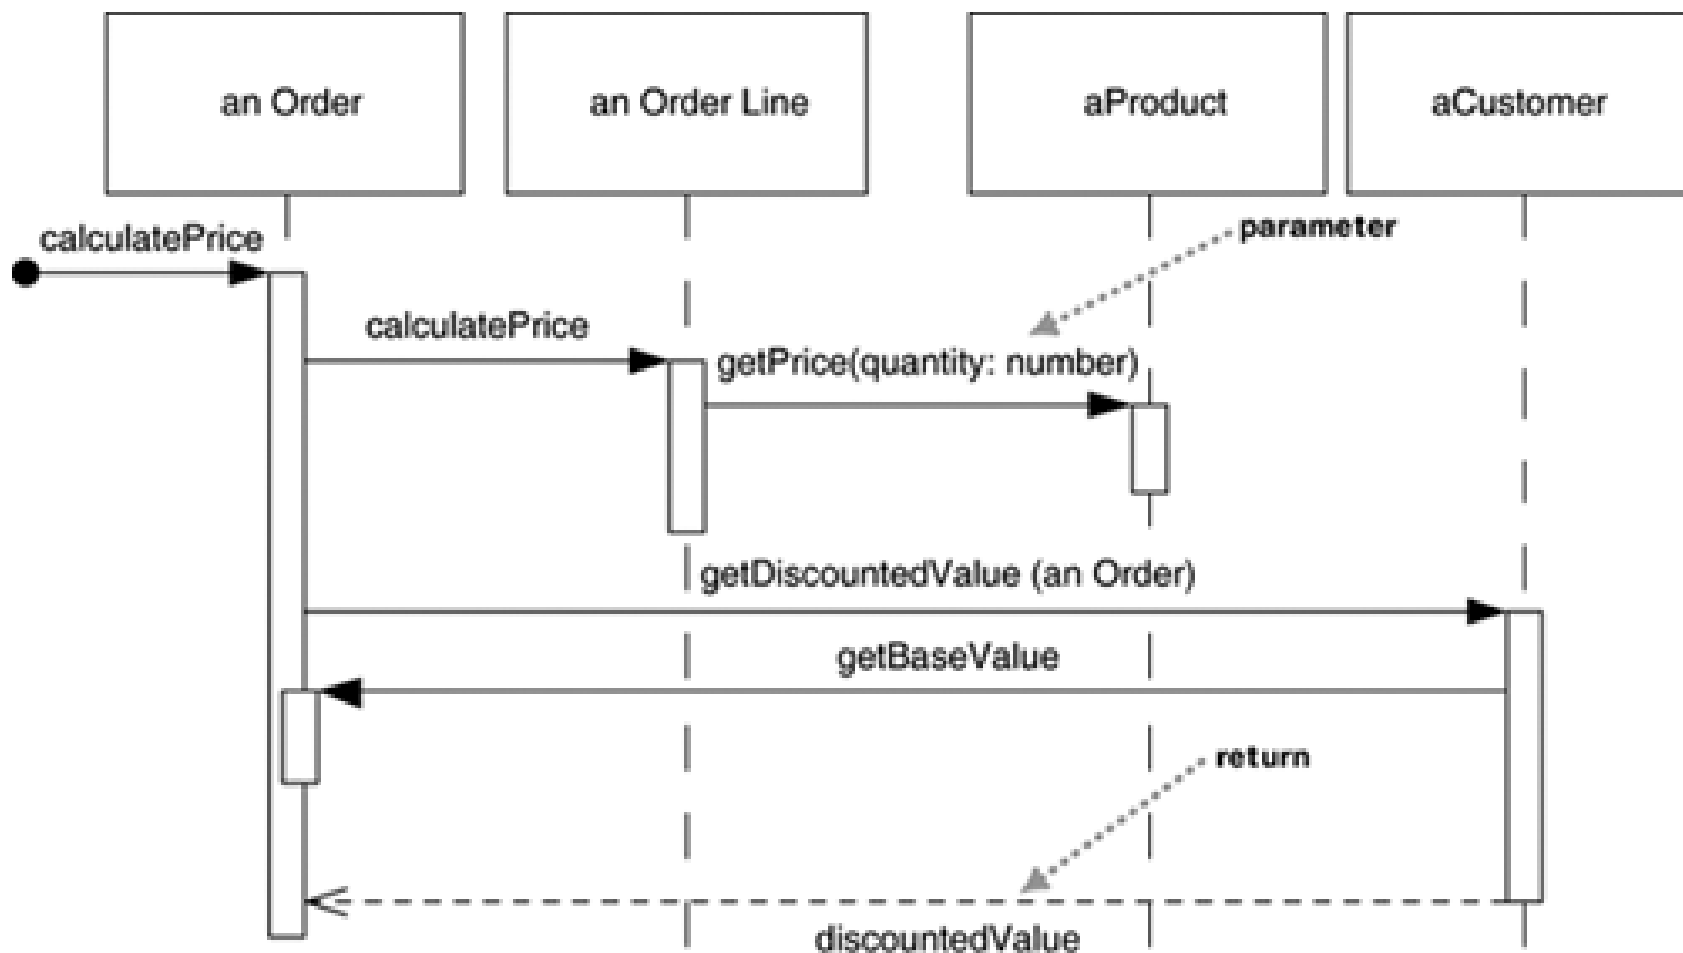 an Order
an Order Line
aProduct
aCustomer
calculatePrice
parameter
calculatePrice
getPrice(quantity: number)
getDiscountedValue (an Order)
getBaseValue
return
discountedValue